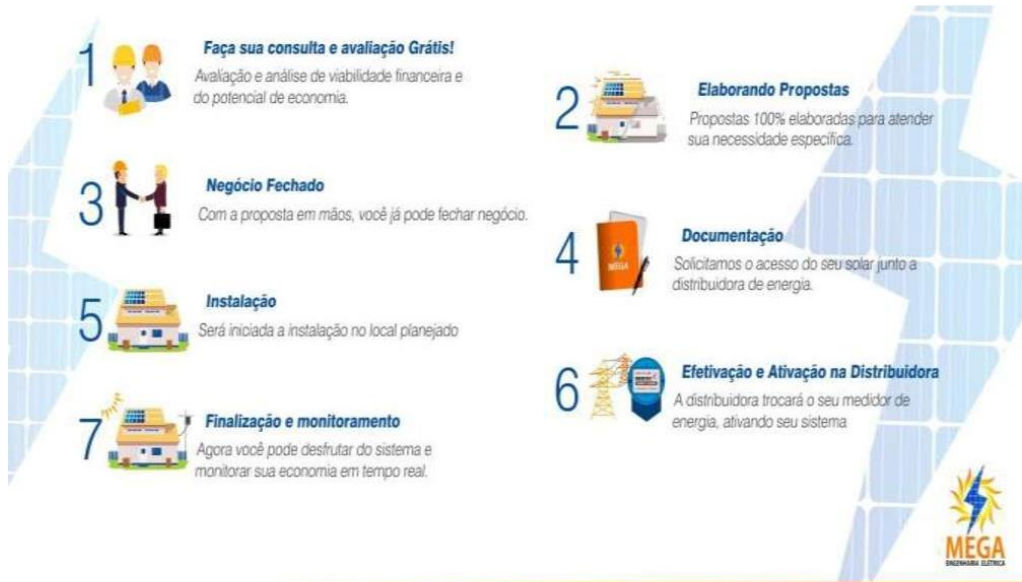 1
Faça sua consulta e avaliação Grátis!
Avaliação e análise de viabilidade financeira e
do potencial de economia.
2
Elaborando Propostas
Propostas 100% elaboradas para atender
sua necessidade específica.
3
Negócio Fechado
Com a proposta em mãos, você já pode fechar negócio.
4
MEGA
Documentação
Solicitamos o acesso do seu solar junto a
distribuidora de energia.
5
Instalação
Será iniciada a instalação no local planejado
6
Efetivação e Ativação na Distribuidora
A distribuidora trocará o seu medidor de
energia, ativando seu sistema
7
Finalização e monitoramento
Agora você pode desfrutar do sistema e
monitorar sua economia em tempo real.
MEGA
ENGENHARIA ELÉTRICA